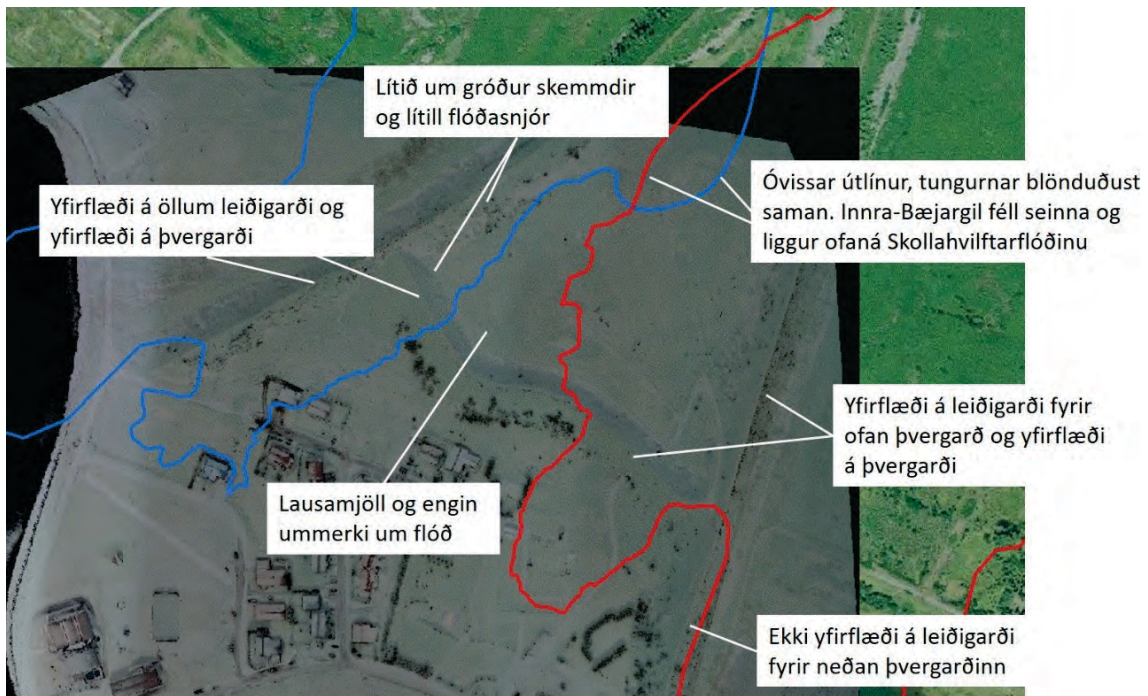 Lítið um gróður skemmdir
og lítill flóðasnjór
Yfirflæði á öllum leiðigarði og
yfirflæði á þvergarði
Óvissar útlínur, tungurnar blönduðust
saman. Innra-Bæjargil féll seinna og
liggur ofaná Skollahvilftarflóðinu
Yfirflæði á leiðigarði fyrir
ofan þvergarð og yfirflæði
á þvergarði
Lausamjöll og engin
ummerki um flóð
Ekki yfirflæði á leiðigarði
fyrir neðan þvergarðinn